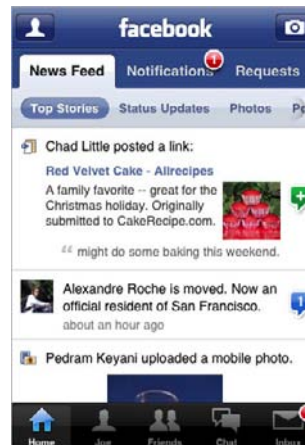 facebook
News Feed Notifications 1 Requests
Top Stories Status Updates Photos
Chad Little posted a link:
Red Velvet Cake - Allrecipes
A family favorite -- great for the
Christmas holiday. Originally
submitted to CakeRecipe.com.
“ might do some baking this weekend.
Alexandre Roche is moved. Now an
official resident of San Francisco.
1
about an hour ago
Pedram Keyani uploaded a mobile photo.
Home Joe Friends Chat Inbox